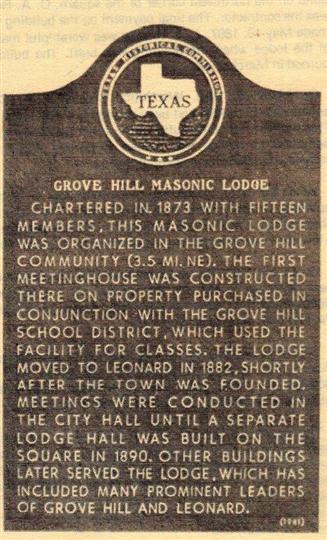 TEXAS HISTORICAL COMMISSION
TEXAS
GROVE HILL MASONIC LODGE
CHARTERED IN 1873 WITH FIFTEEN
MEMBERS, THIS MASONIC LODGE
WAS ORGANIZED IN THE GROVE HILL
COMMUNITY (3.5 MI. NE). THE FIRST
MEETINGHOUSE WAS CONSTRUCTED
THERE ON PROPERTY PURCHASED IN
CONJUNCTION WITH THE GROVE HILL
SCHOOL DISTRICT, WHICH USED THE
FACILITY FOR CLASSES. THE LODGE
MOVED TO LEONARD IN 1882, SHORTLY
AFTER THE TOWN WAS FOUNDED.
MEETINGS WERE CONDUCTED IN
THE CITY HALL UNTIL A SEPARATE
LODGE HALL WAS BUILT ON THE
SQUARE IN 1890. OTHER BUILDINGS
LATER SERVED THE LODGE, WHICH HAS
INCLUDED MANY PROMINENT LEADERS
OF GROVE HILL AND LEONARD.
(1981)